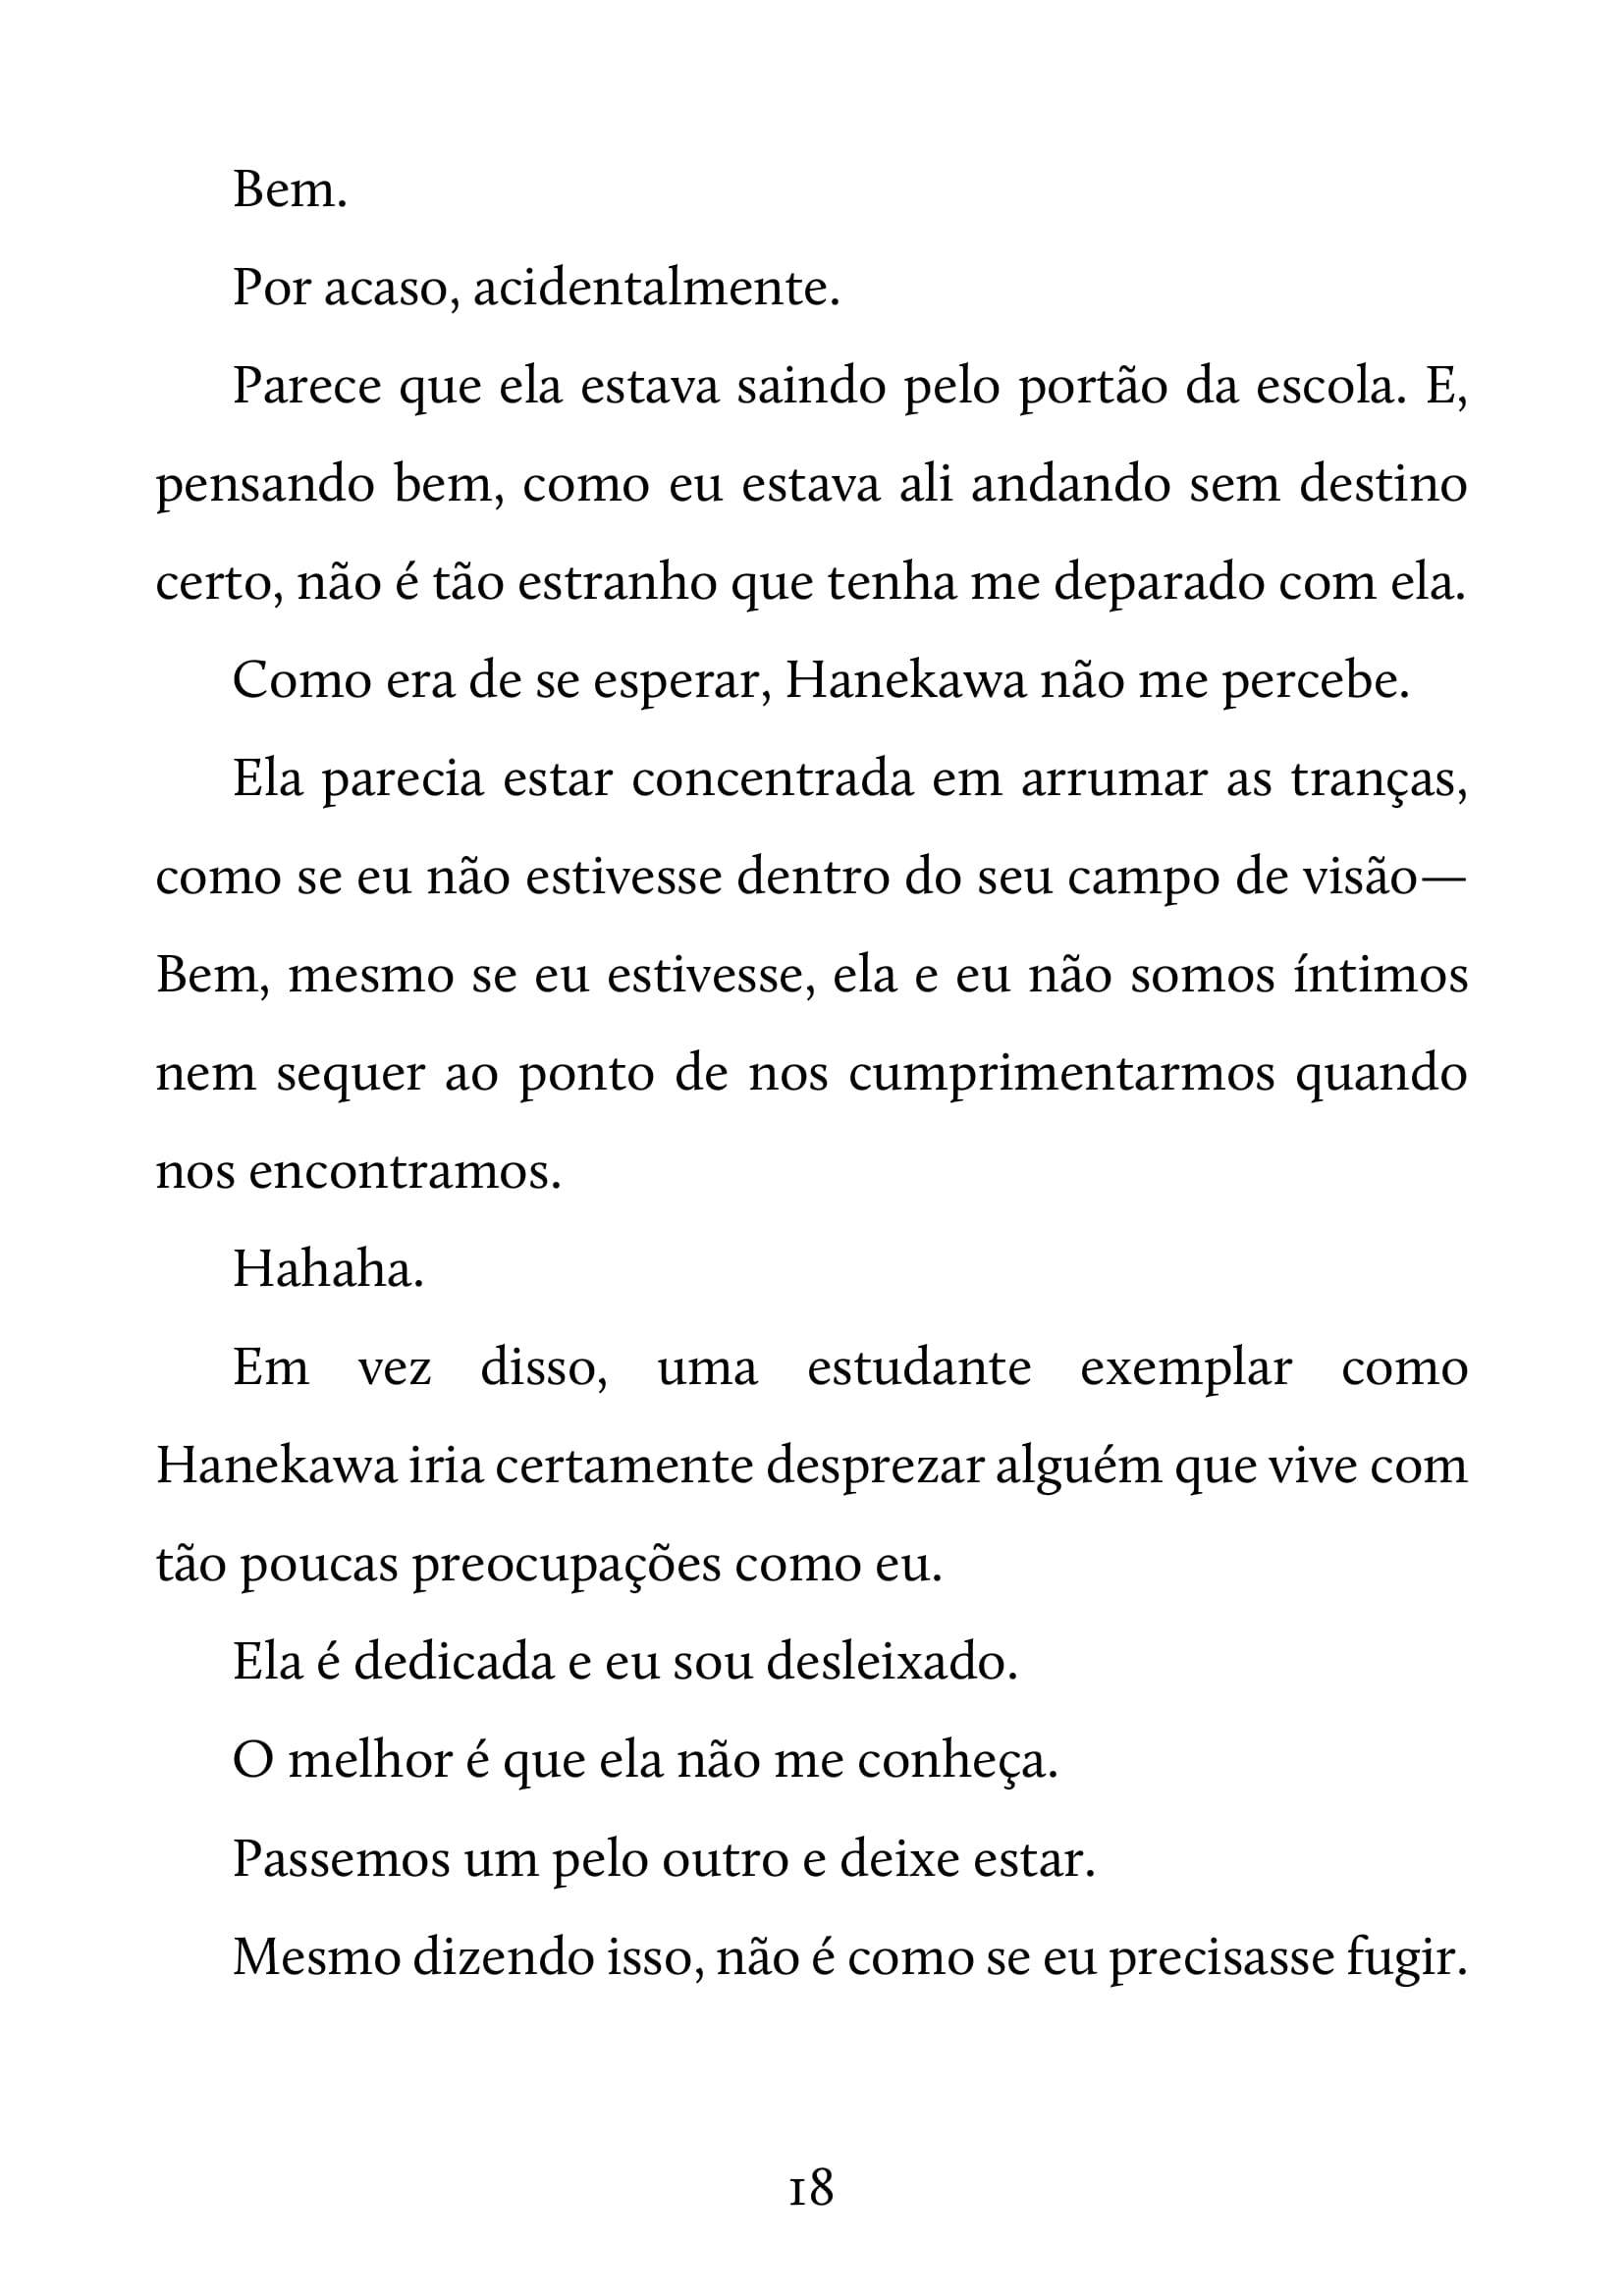 Bem.
Por acaso, acidentalmente.
Parece que ela estava saindo pelo portão da escola. E,
pensando bem, como eu estava ali andando sem destino
certo, não é tão estranho que tenha me deparado com ela.
Como era de se esperar, Hanekawa não me percebe.
Ela parecia estar concentrada em arrumar as tranças,
como se eu não estivesse dentro do seu campo de visão—
Bem, mesmo se eu estivesse, ela e eu não somos íntimos
nem sequer ao ponto de nos cumprimentarmos quando
nos encontramos.
Hahaha.
Em vez disso, uma estudante exemplar como
Hanekawa iria certamente desprezar alguém que vive com
tão poucas preocupações como eu.
Ela é dedicada e eu sou desleixado.
O melhor é que ela não me conheça.
Passemos um pelo outro e deixe estar.
Mesmo dizendo isso, não é como se eu precisasse fugir.
18